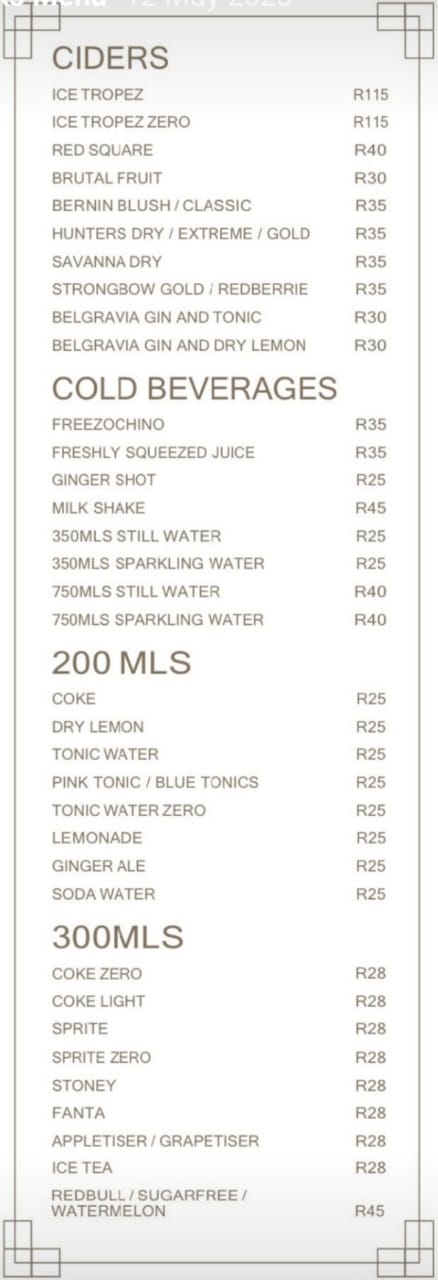 Menu 12 May 2023
CIDERS
ICE TROPEZ R115
ICE TROPEZ ZERO R115
RED SQUARE R40
BRUTAL FRUIT R30
BERNIN BLUSH / CLASSIC R35
HUNTERS DRY / EXTREME / GOLD R35
SAVANNA DRY R35
STRONGBOW GOLD / REDBERRIE R35
BELGRAVIA GIN AND TONIC R30
BELGRAVIA GIN AND DRY LEMON R30
COLD BEVERAGES
FREEZOCHINO R35
FRESHLY SQUEEZED JUICE R35
GINGER SHOT R25
MILK SHAKE R45
350MLS STILL WATER R25
350MLS SPARKLING WATER R25
750MLS STILL WATER R40
750MLS SPARKLING WATER R40
200 MLS
COKE R25
DRY LEMON R25
TONIC WATER R25
PINK TONIC / BLUE TONICS R25
TONIC WATER ZERO R25
LEMONADE R25
GINGER ALE R25
SODA WATER R25
300MLS
COKE ZERO R28
COKE LIGHT R28
SPRITE R28
SPRITE ZERO R28
STONEY R28
FANTA R28
APPLETISER / GRAPETISER R28
ICE TEA R28
REDBULL / SUGARFREE /
WATERMELON R45